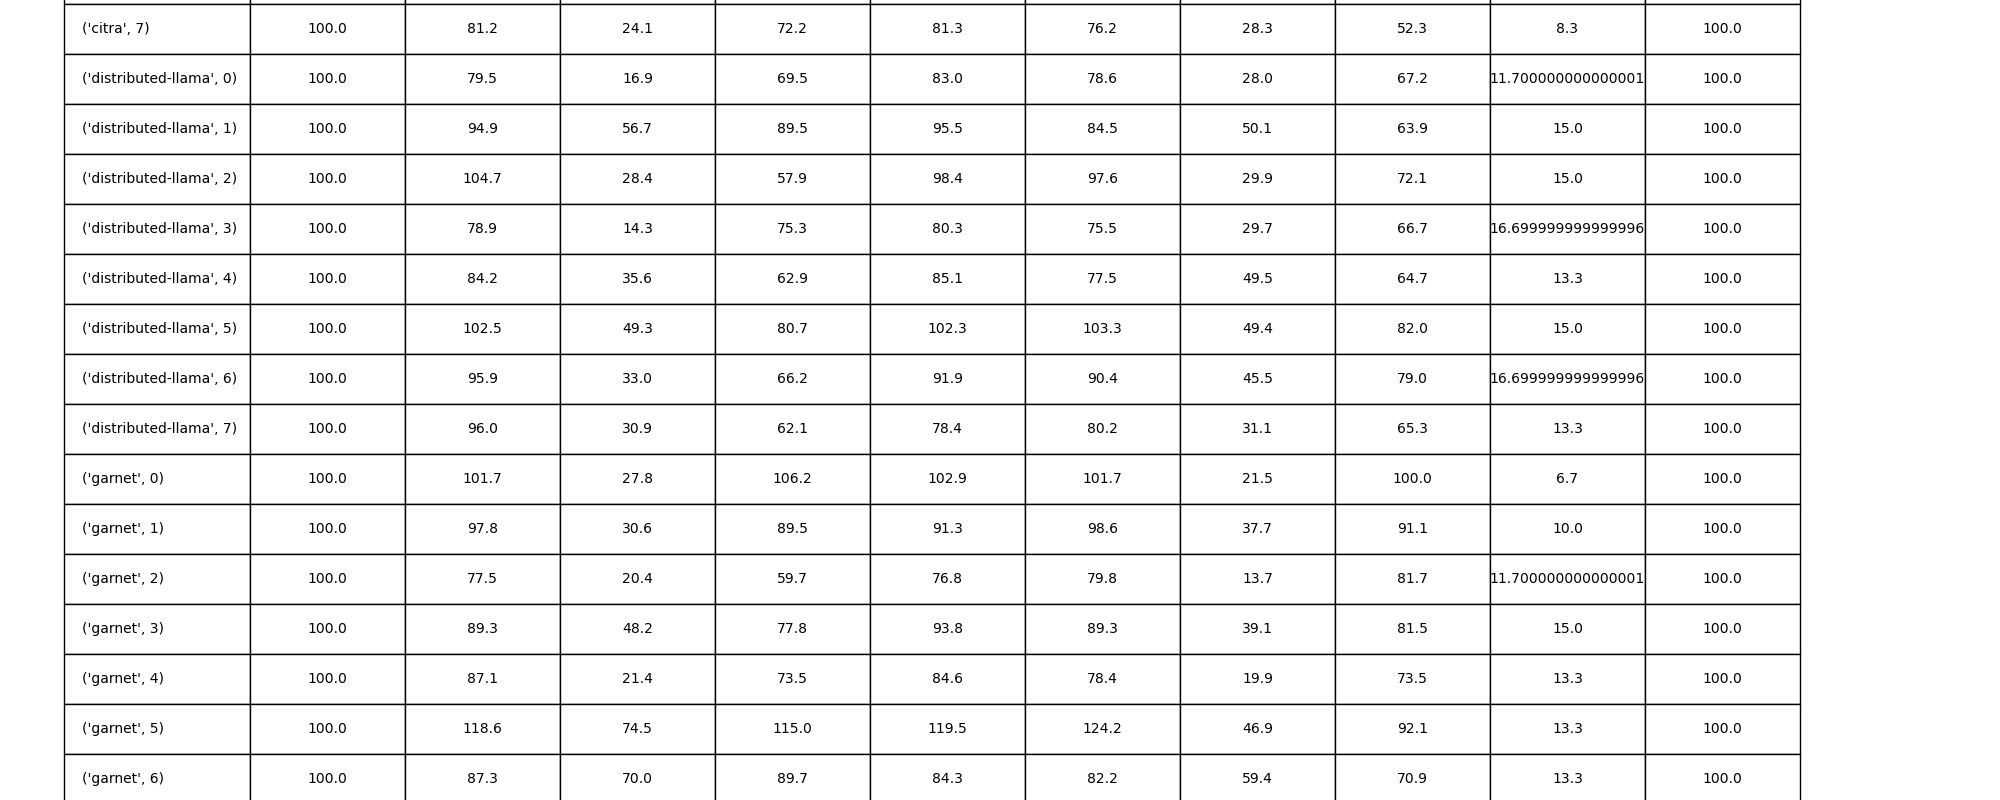 ('citra', 7) 100.0 81.2 24.1 72.2 81.3 76.2 28.3 52.3 8.3 100.0
('distributed-llama', 0) 100.0 79.5 16.9 69.5 83.0 78.6 28.0 67.2 11.700000000000001 100.0
('distributed-llama', 1) 100.0 94.9 56.7 89.5 95.5 84.5 50.1 63.9 15.0 100.0
('distributed-llama', 2) 100.0 104.7 28.4 57.9 98.4 97.6 29.9 72.1 15.0 100.0
('distributed-llama', 3) 100.0 78.9 14.3 75.3 80.3 75.5 29.7 66.7 16.699999999999996 100.0
('distributed-llama', 4) 100.0 84.2 35.6 62.9 85.1 77.5 49.5 64.7 13.3 100.0
('distributed-llama', 5) 100.0 102.5 49.3 80.7 102.3 103.3 49.4 82.0 15.0 100.0
('distributed-llama', 6) 100.0 95.9 33.0 66.2 91.9 90.4 45.5 79.0 16.699999999999996 100.0
('distributed-llama', 7) 100.0 96.0 30.9 62.1 78.4 80.2 31.1 65.3 13.3 100.0
('garnet', 0) 100.0 101.7 27.8 106.2 102.9 101.7 21.5 100.0 6.7 100.0
('garnet', 1) 100.0 97.8 30.6 89.5 91.3 98.6 37.7 91.1 10.0 100.0
('garnet', 2) 100.0 77.5 20.4 59.7 76.8 79.8 13.7 81.7 11.700000000000001 100.0
('garnet', 3) 100.0 89.3 48.2 77.8 93.8 89.3 39.1 81.5 15.0 100.0
('garnet', 4) 100.0 87.1 21.4 73.5 84.6 78.4 19.9 73.5 13.3 100.0
('garnet', 5) 100.0 118.6 74.5 115.0 119.5 124.2 46.9 92.1 13.3 100.0
('garnet', 6) 100.0 87.3 70.0 89.7 84.3 82.2 59.4 70.9 13.3 100.0